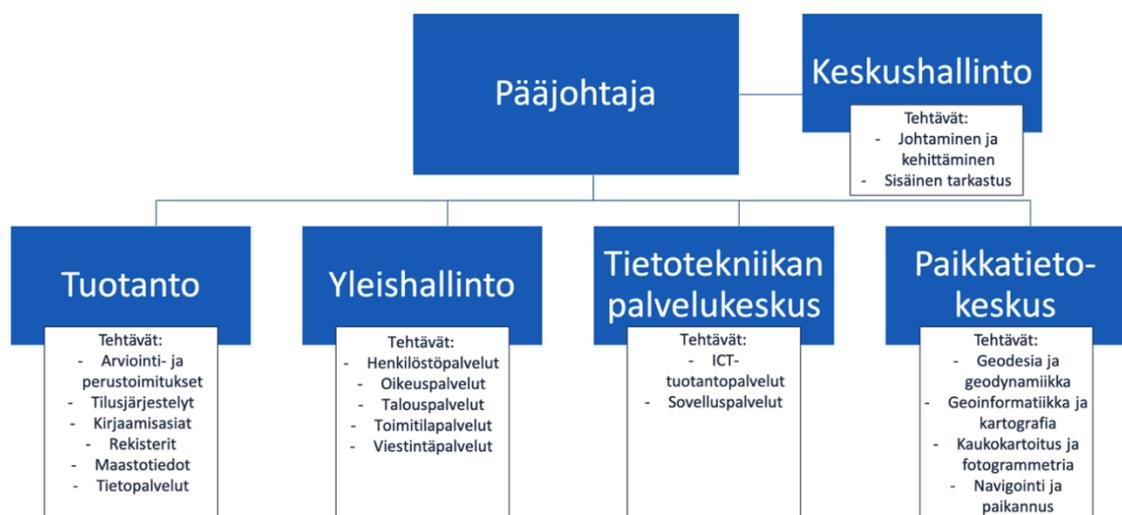 Pääjohtaja
Keskushallinto
Tehtävät:
- Johtaminen ja
kehittäminen
- Sisäinen tarkastus
Tuotanto
Tehtävät:
- Arviointi- ja
perustoimitukset
- Tilusjärjestelyt
- Kirjaamisasiat
- Rekisterit
- Maastotiedot
- Tietopalvelut
Yleishallinto
Tehtävät:
- Henkilöstöpalvelut
- Oikeuspalvelut
- Talouspalvelut
- Toimitilapalvelut
- Viestintäpalvelut
Tietotekniikan
palvelukeskus
Tehtävät:
- ICT-
tuotantopalvelut
- Sovelluspalvelut
Paikkatieto-
keskus
Tehtävät:
- Geodesia ja
geodynamiikka
- Geoinformatiikka ja
kartografia
- Kaukokartoitus ja
fotogrammetria
- Navigointi ja
paikannus